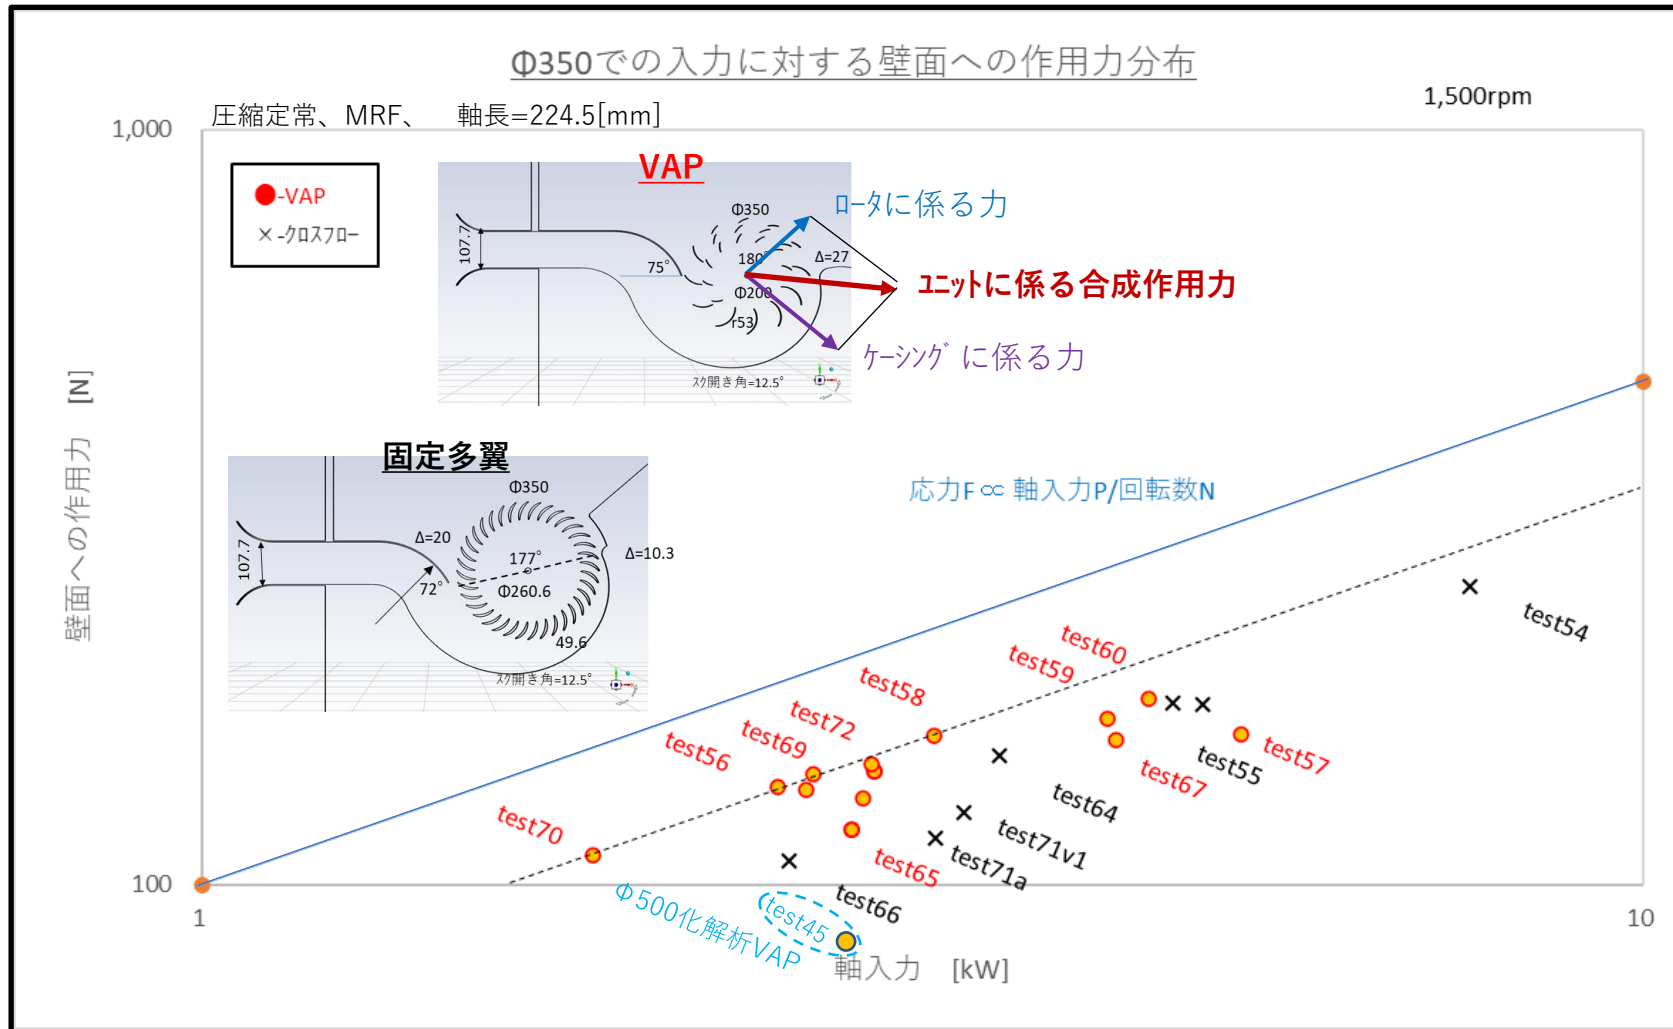 Φ350での入力に対する壁面への作用力分布
1,500rpm
圧縮定常、MRF、 軸長=224.5[mm]
1,000
-VAP
×-ｸﾛｽﾌﾛｰ
VAP
Φ350
107.7
75°
180°
Δ=27
Φ200
r53
ｽｸ開き角=12.5°
ﾛｰﾀに係る力
ﾕﾆｯﾄに係る合成作用力
ｹｰｼﾝｸﾞに係る力
壁面への作用力 [N]
固定多翼
Φ350
Δ=20
107.7
177°
Δ=10.3
72°
Φ260.6
49.6
ｽｸ開き角=12.5°
応力F∝ 軸入力P/回転数N
test54
test60
test59
test58
test72
test69
test56
test57
test55
test67
test64
test70
test71v1
test71a
test65
test66
100
test45
Φ500化解析VAP
1
10
軸入力 [kW]